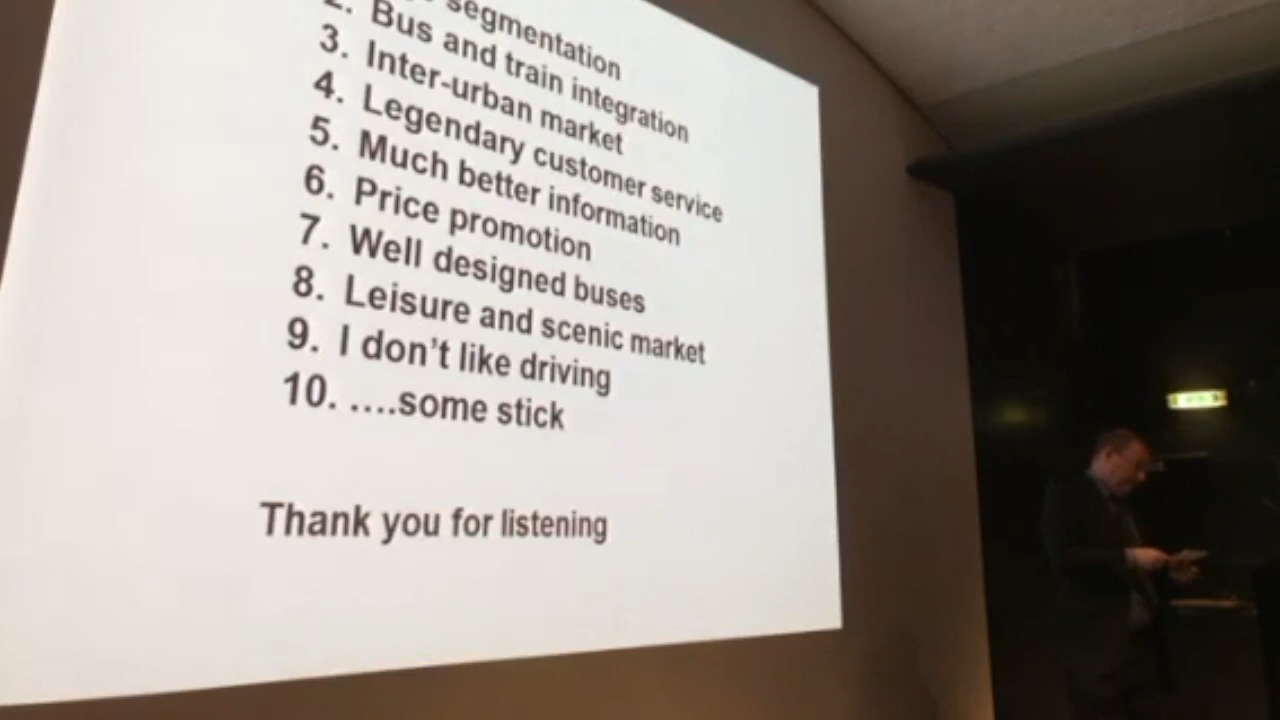 segmentation
2. Bus and train integration
3. Inter-urban market
4. Legendary customer service
5. Much better information
6. Price promotion
7. Well designed buses
8. Leisure and scenic market
9. I don't like driving
10. ....some stick
Thank you for listening